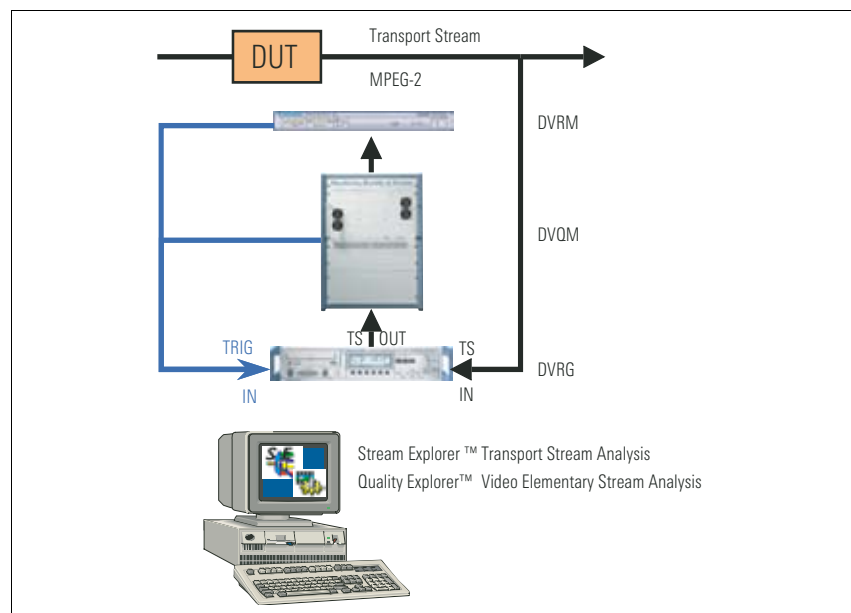 DUT
Transport Stream
MPEG-2
DVRM
DVQM
TS OUT
TRIG
IN
TS
IN
DVRG
Stream Explorer ™ Transport Stream Analysis
Quality Explorer™ Video Elementary Stream Analysis